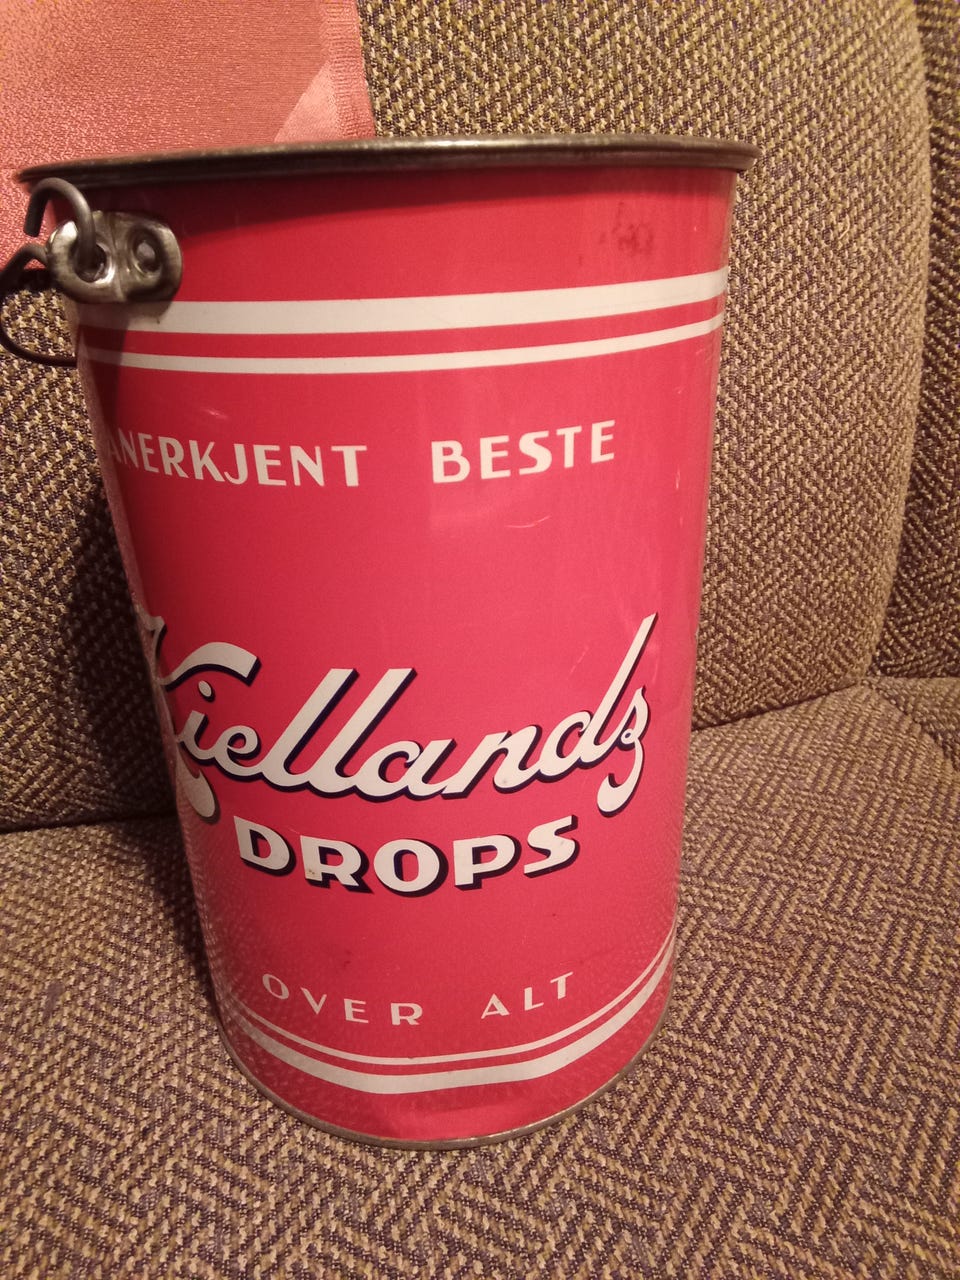 ANERKJENT BESTE
Kiellands
DROPS
OVER ALT